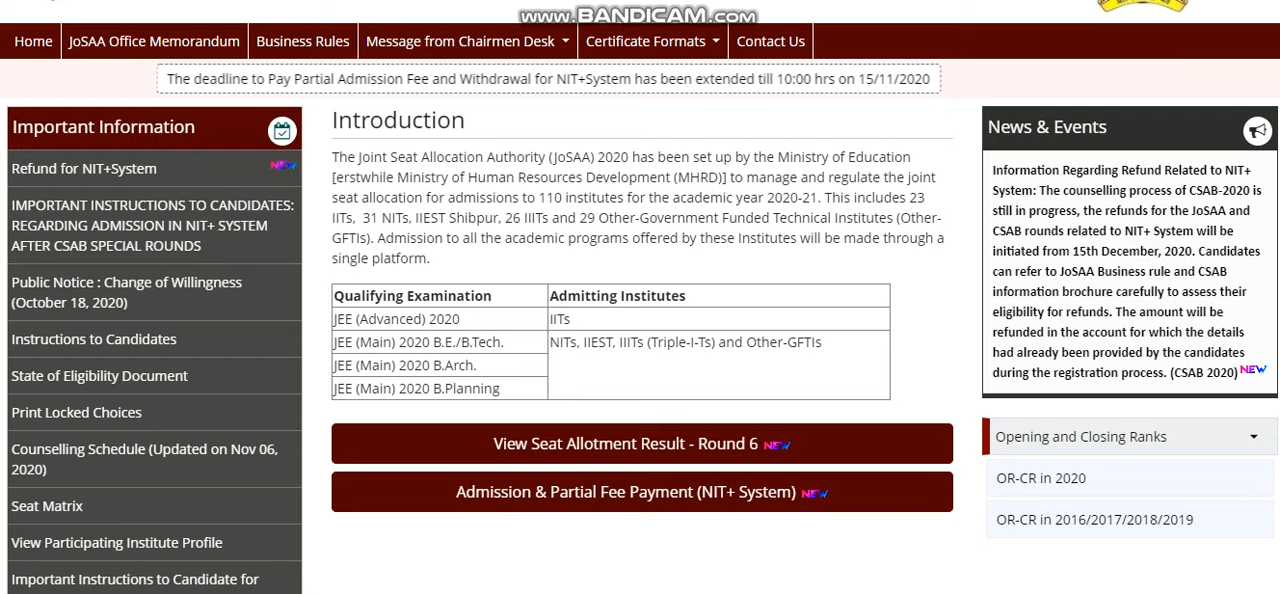 www.BANDICAM.com
Home JoSAA Office Memorandum Business Rules Message from Chairmen Desk Certificate Formats Contact Us
The deadline to Pay Partial Admission Fee and Withdrawal for NIT+System has been extended till 10:00 hrs on 15/11/2020
Important Information
Refund for NIT+System NEW
IMPORTANT INSTRUCTIONS TO CANDIDATES:
REGARDING ADMISSION IN NIT+ SYSTEM
AFTER CSAB SPECIAL ROUNDS
Public Notice : Change of Willingness
(October 18, 2020)
Instructions to Candidates
State of Eligibility Document
Print Locked Choices
Counselling Schedule (Updated on Nov 06,
2020)
Seat Matrix
View Participating Institute Profile
Important Instructions to Candidate for
Introduction
The Joint Seat Allocation Authority (JoSAA) 2020 has been set up by the Ministry of Education
[erstwhile Ministry of Human Resources Development (MHRD)] to manage and regulate the joint
seat allocation for admissions to 110 institutes for the academic year 2020-21. This includes 23
IITs, 31 NITs, IIEST Shibpur, 26 IIITs and 29 Other-Government Funded Technical Institutes (Other-
GFTIs). Admission to all the academic programs offered by these Institutes will be made through a
single platform.
Qualifying Examination Admitting Institutes
JEE (Advanced) 2020 IITs
JEE (Main) 2020 B.E./B.Tech. NITs, IIEST, IIITs (Triple-I-Ts) and Other-GFTIs
JEE (Main) 2020 B.Arch.
JEE (Main) 2020 B.Planning
View Seat Allotment Result - Round 6 NEW
Admission & Partial Fee Payment (NIT+ System) NEW
News & Events
Information Regarding Refund Related to NIT+
System: The counselling process of CSAB-2020 is
still in progress, the refunds for the JoSAA and
CSAB rounds related to NIT+ System will be
initiated from 15th December, 2020. Candidates
can refer to JoSAA Business rule and CSAB
information brochure carefully to assess their
eligibility for refunds. The amount will be
refunded in the account for which the details
had already been provided by the candidates
during the registration process. (CSAB 2020) NEW
Opening and Closing Ranks
OR-CR in 2020
OR-CR in 2016/2017/2018/2019